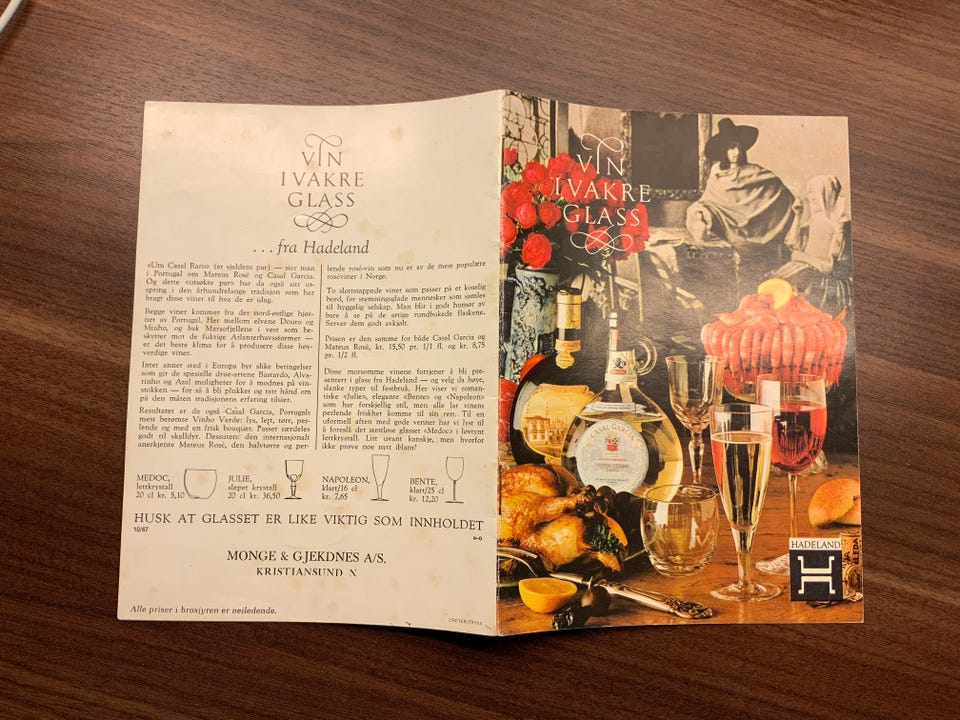 VIN
I VAKRE
GLASS
... fra Hadeland
«Um Casal Raro» (et sjeldent par) — sier man
i Portugal om Mateus Rosé og Casal Garcia.
Og dette «utsøkte par» har da også sitt ut-
spring i den århundrelange tradisjon som har
bragt disse viner til hva de er idag.
Begge viner kommer fra det nord-østlige hjør-
net av Portugal. Her mellom elvene Douro og
Minho, og bak Maraofjellene i vest som be-
skytter mot de fuktige Atlanterhavsstormer —
er det beste klima for å produsere disse høy-
verdige viner.
Intet annet sted i Europa byr slike betingelser
som gir de spesielle drue-artene Bastardo, Alva-
rinho og Azal muligheter for å modnes på vin-
stokken — for så å bli plukket og tatt hånd om
på den måten tradisjonens erfaring tilsier.
Resultatet er da også Casal Garcia, Portugals
mest berømte Vinho Verde: lys, lett, tørr, per-
lende og med en frisk bouquet. Passer særdeles
godt til skalldyr. Dessuten: den internasjonalt
anerkjente Mateus Rosé, den halvtørre og per-
lende rosé-vin som nu er av de mest populære
roséviner i Norge.
To slottstappede viner som passer på et koselig
bord, for stemningsglade mennesker som samles
til hyggelig selskap. Man blir i godt humør av
bare å se på de artige rundbukede flaskene.
Server dem godt avkjølt.
Prisen er den samme for både Casal Garcia og
Mateus Rosé, kr. 15,50 pr. 1/1 fl. og kr. 8,75
pr. 1/2 fl.
Disse morsomme vinene fortjener å bli pre-
sentert i glass fra Hadeland — og velg da høye,
slanke typer til festbruk. Her viser vi roman-
tiske «Julie», elegante «Bente» og «Napoleon»
som har forskjellig stil, men alle lar vinens
perlende friskhet komme til sin rett. Til en
uformell aften med gode venner har vi lyst til
å foreslå det stettløse glasset «Medoc» i løvtynt
lettkrystall. Litt uvant kanskje, men hvorfor
ikke prøve noe nytt iblant!
MEDOC,
lettkrystall
20 cl kr. 5,10
JULIE,
slepet krystall
20 cl kr. 36,50
NAPOLEON,
klart/16 cl
kr. 7,65
BENTE,
klart/25 cl
kr. 12,20
HUSK AT GLASSET ER LIKE VIKTIG SOM INNHOLDET
10/67
H-O
MONGE & GJEKDNES A/S.
KRISTIANSUND N
Alle priser i brosjyren er veiledende.
VIN
I VAKRE
GLASS
CASAL GARCIA
HADELAND
H